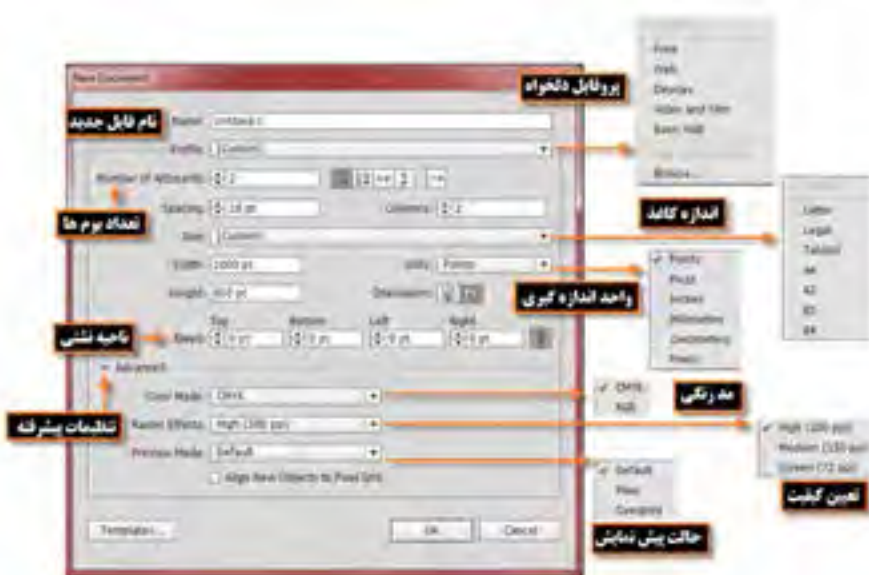 New Document
نام فایل جدید
Name: Untitled-1
Profile: [Custom]
پروفایل دلخواه
Print
Web
Devices
Video and Film
Basic RGB
Browse...
Number of Artboards: 2
تعداد بوم ها
Spacing: 20 pt
Columns: 2
Size: [Custom]
اندازه کاغذ
Letter
Legal
Tabloid
A4
A3
B5
B4
Width:
Units: Points
واحد اندازه گیری
Points
Picas
Inches
Millimeters
Centimeters
Pixels
Height:
Orientation:
Top
Bottom
Left
Right
ناحیه نشتی
Bleed: 0 pt
0 pt
0 pt
0 pt
Advanced
تنظیمات پیشرفته
Color Mode: CMYK
مد رنگی
CMYK
RGB
Raster Effects: High (300 ppi)
تعیین کیفیت
High (300 ppi)
Medium (150 ppi)
Screen (72 ppi)
Preview Mode: Default
حالت پیش نمایش
Default
Pixel
Overprint
Align New Objects to Pixel Grid
Templates...
OK
Cancel